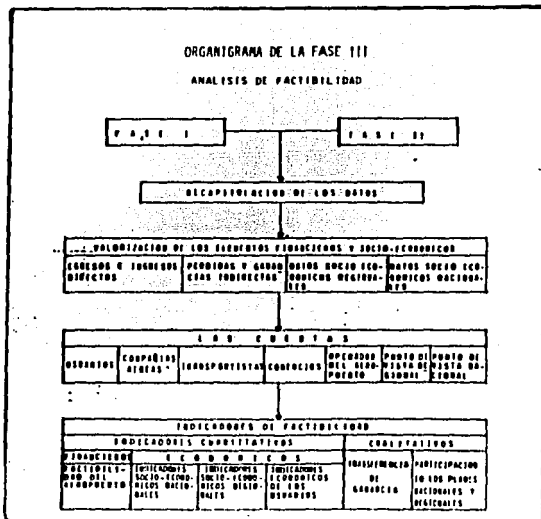 ORGANIGRAMA DE LA FASE III
ANALISIS DE FACTIBILIDAD
FASE I
FASE II
RECAPITULACION DE LOS DATOS
VALORIZACION DE LOS ELEMENTOS FINANCIEROS Y SOCIO-ECONOMICOS
EGRESOS E INGRESOS DIRECTOS
PERDIDAS Y GANANCIAS INDIRECTAS
DATOS SOCIO ECONOMICOS REGIONALES
DATOS SOCIO ECONOMICOS NACIONALES
LAS CUENTAS
USUARIOS
COMPAÑIAS AEREAS
TRANSPORTISTAS
COMERCIOS
OPERADOR DEL AEROPUERTO
PUNTO DE VISTA REGIONAL
PUNTO DE VISTA NACIONAL
INDICADORES DE FACTIBILIDAD
INDICADORES CUANTITATIVOS
CUALITATIVOS
FINANCIEROS
ECONOMICOS
FACTIBILIDAD DEL AEROPUERTO
INDICADORES SOCIO-ECONOMICOS NACIONALES
INDICADORES SOCIO-ECONOMICOS REGIONALES
INDICADORES ECONOMICOS DE LOS USUARIOS
TRANSFERENCIA DE GANANCIA
PARTICIPACION EN LOS PLANES NACIONALES Y REGIONALES